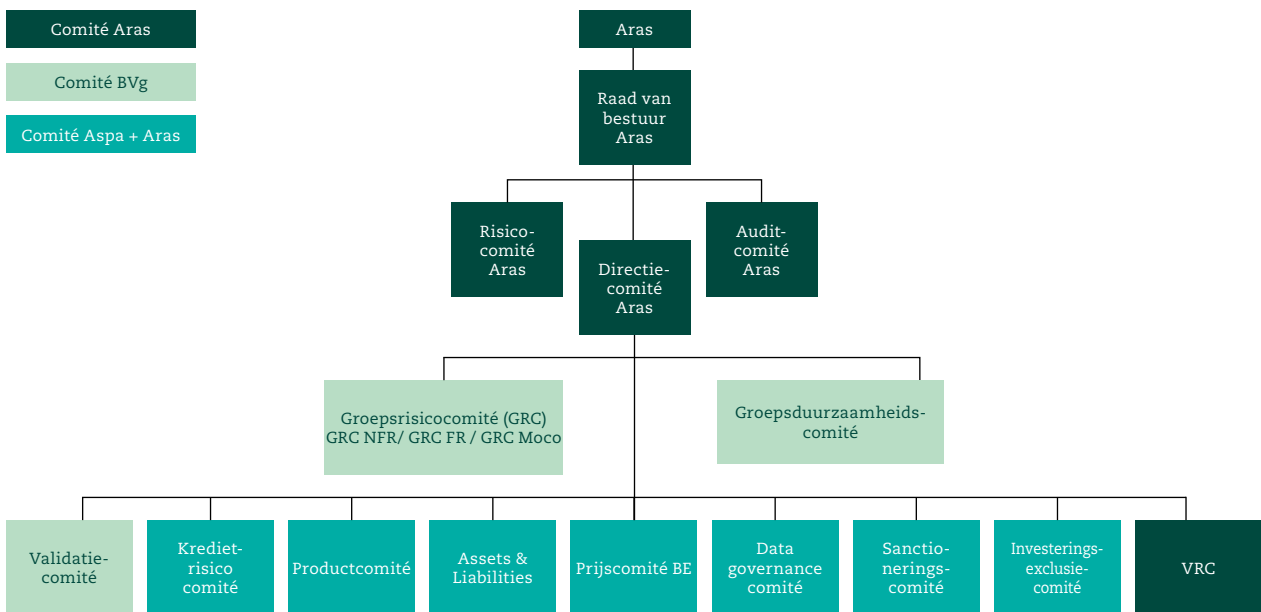 Comité Aras
Comité BVg
Comité Aspa + Aras
Aras
Raad van
bestuur
Aras
Risico-
comité
Aras
Directie-
comité
Aras
Audit-
comité
Aras
Groepsrisicocomité (GRC)
GRC NFR/ GRC FR / GRC Moco
Groepsduurzaamheids-
comité
Validatie-
comité
Krediet-
risico
comité
Productcomité
Assets &
Liabilities
Prijscomité BE
Data
governance
comité
Sanctio-
nerings-
comité
Investerings-
exclusie-
comité
VRC